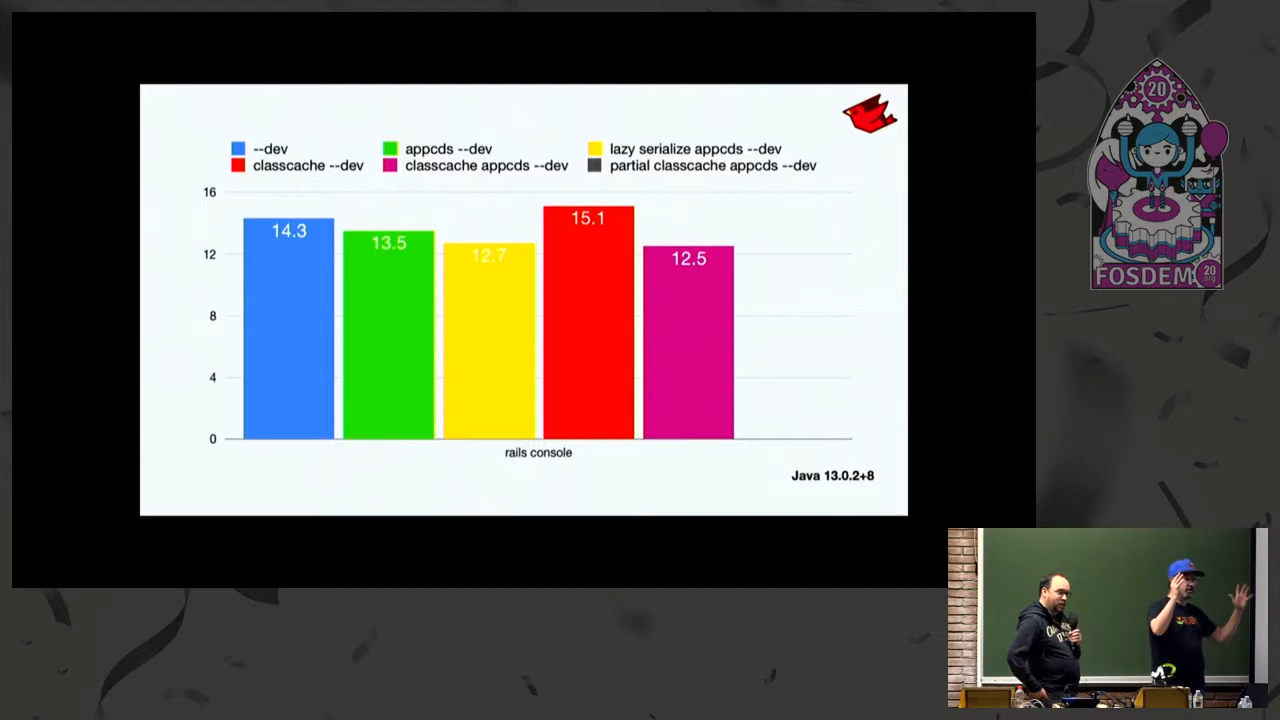 --dev
appcds --dev
lazy serialize appcds --dev
classcache --dev
classcache appcds --dev
partial classcache appcds --dev
16
12
8
4
0
14.3
13.5
12.7
15.1
12.5
rails console
Java 13.0.2+8
20
FOSDEM
20
.org